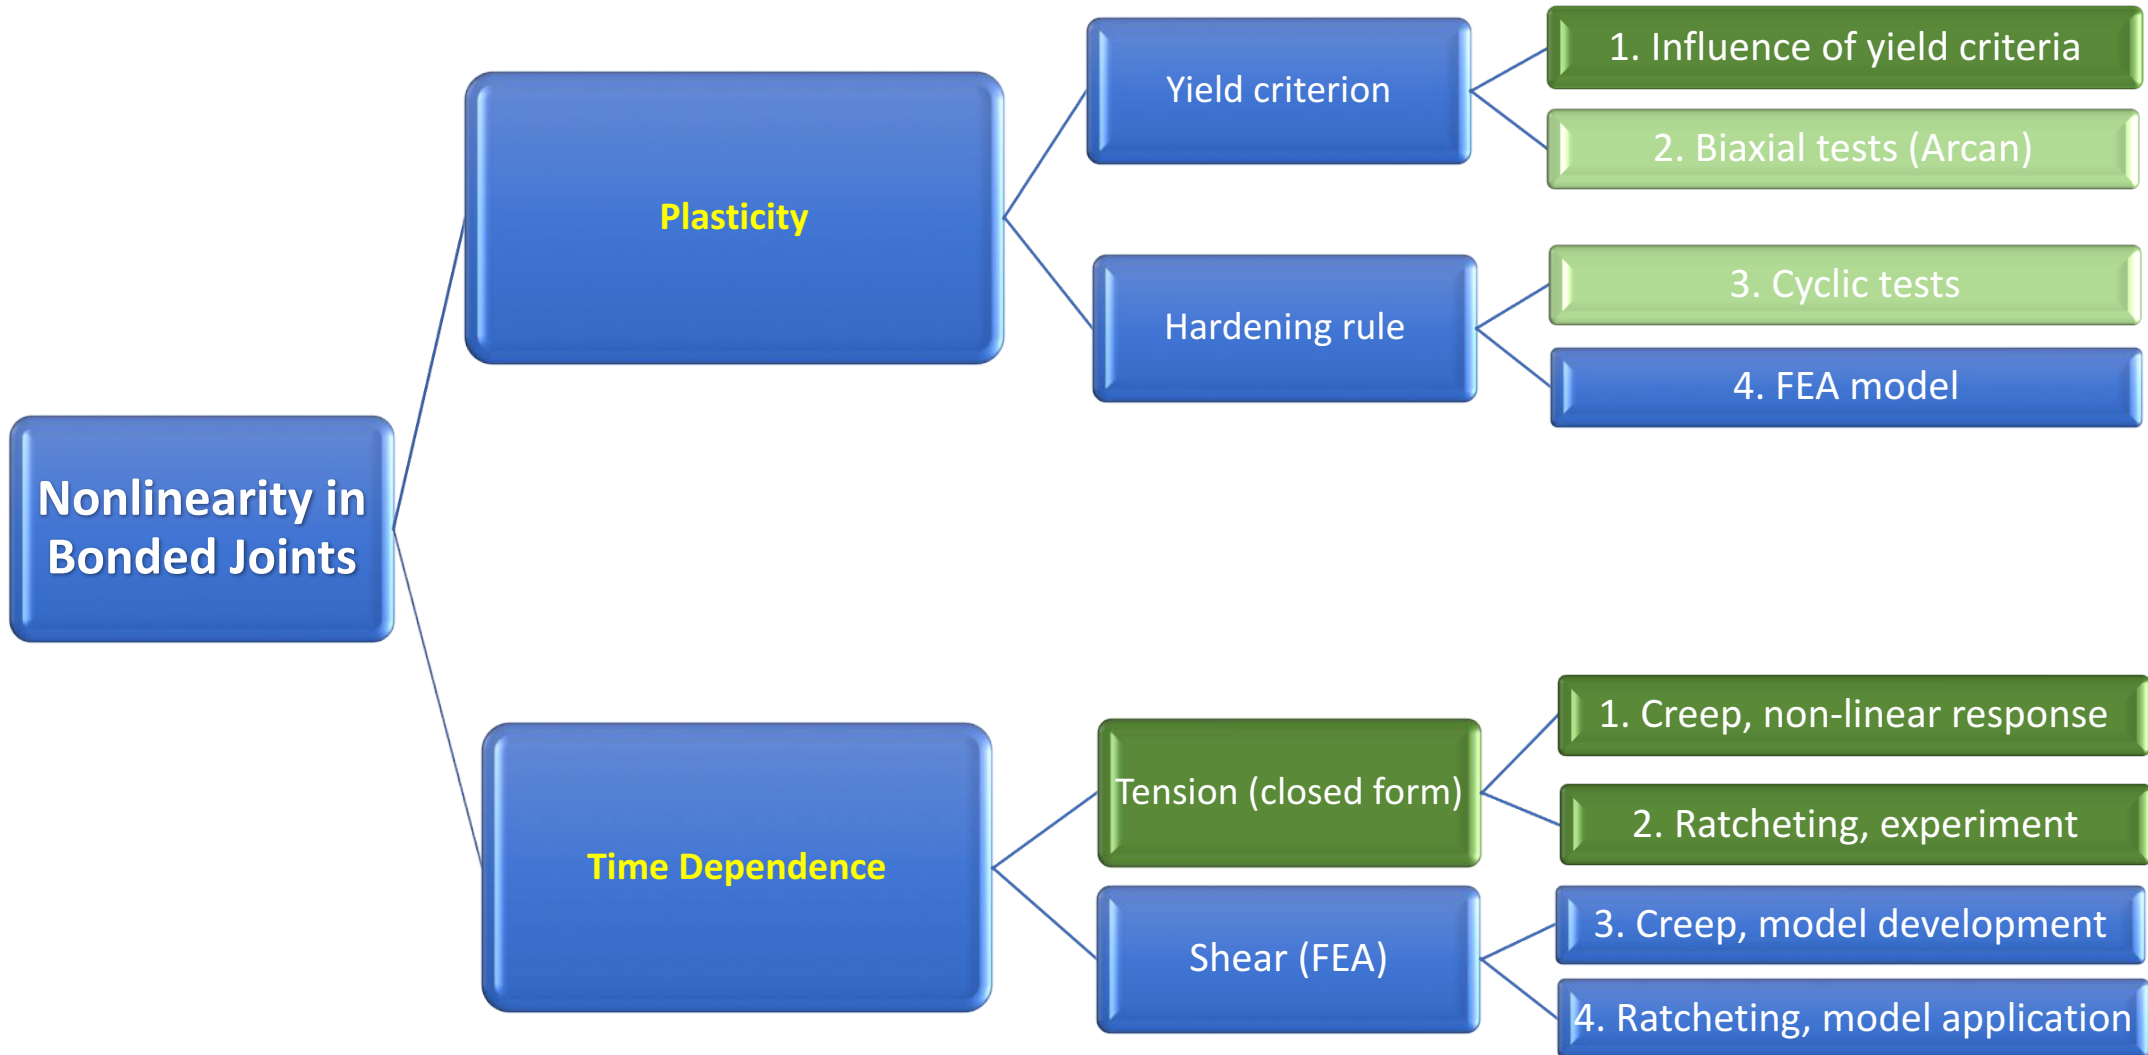 Nonlinearity in
Bonded Joints
Plasticity
Yield criterion
1. Influence of yield criteria
2. Biaxial tests (Arcan)
Hardening rule
3. Cyclic tests
4. FEA model
Time Dependence
Tension (closed form)
1. Creep, non-linear response
2. Ratcheting, experiment
Shear (FEA)
3. Creep, model development
4. Ratcheting, model application